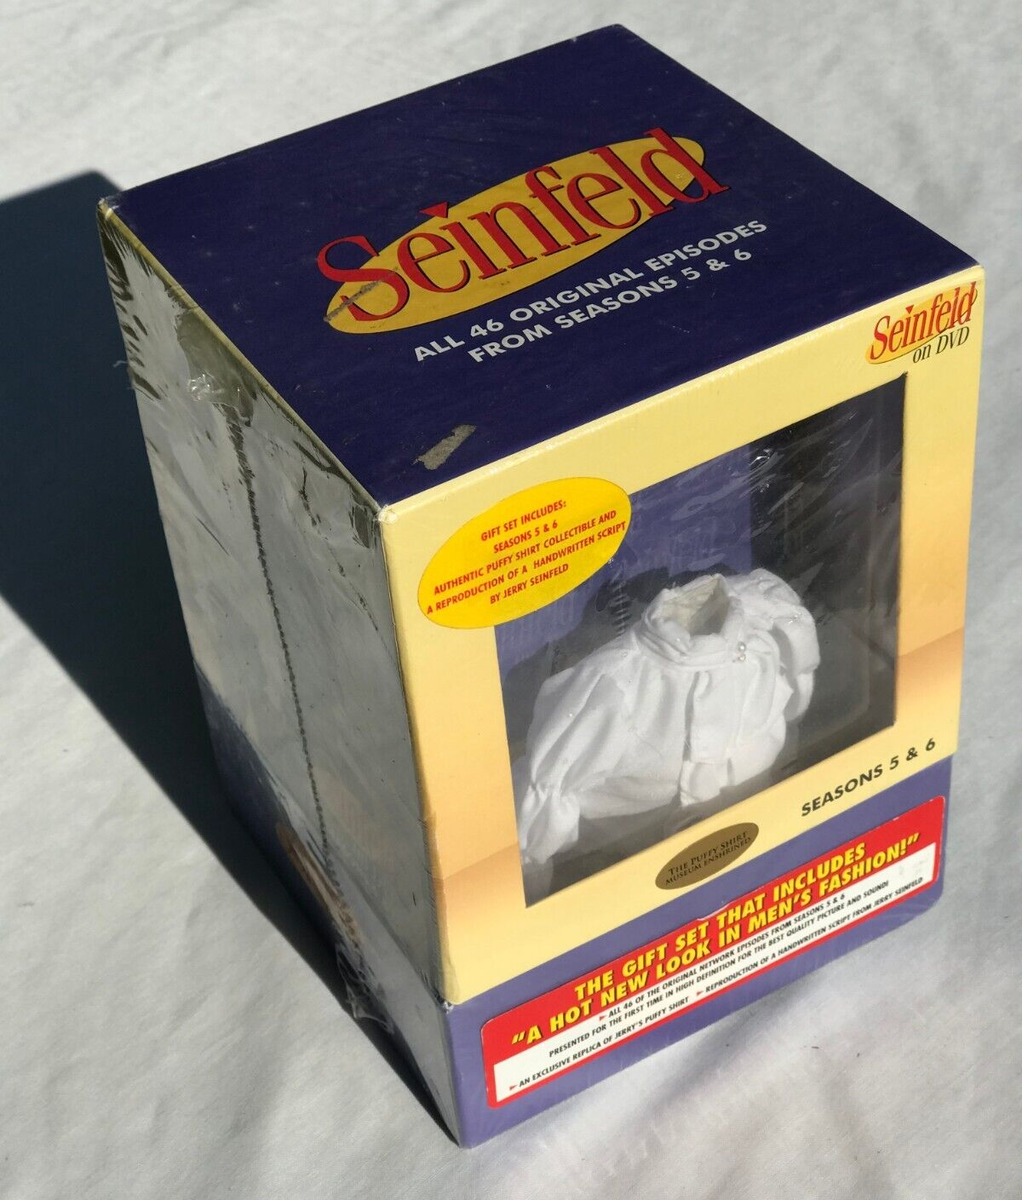 Seinfeld
ALL 46 ORIGINAL EPISODES
FROM SEASONS 5 & 6
Seinfeld
on DVD
GIFT SET INCLUDES:
SEASONS 5 & 6
AUTHENTIC PUFFY SHIRT COLLECTIBLE AND
A REPRODUCTION OF A HANDWRITTEN SCRIPT
BY JERRY SEINFELD
SEASONS 5 & 6
THE PUFFY SHIRT
MUSEUM ENSHRINED
THE GIFT SET THAT INCLUDES
"A HOT NEW LOOK IN MEN'S FASHION!"
ALL 46 OF THE ORIGINAL NETWORK EPISODES FROM SEASONS 5 & 6
PRESENTED FOR THE FIRST TIME IN HIGH DEFINITION FOR THE BEST QUALITY PICTURE AND SOUND!
AN EXCLUSIVE REPLICA OF JERRY'S PUFFY SHIRT REPRODUCTION OF A HANDWRITTEN SCRIPT FROM JERRY SEINFELD